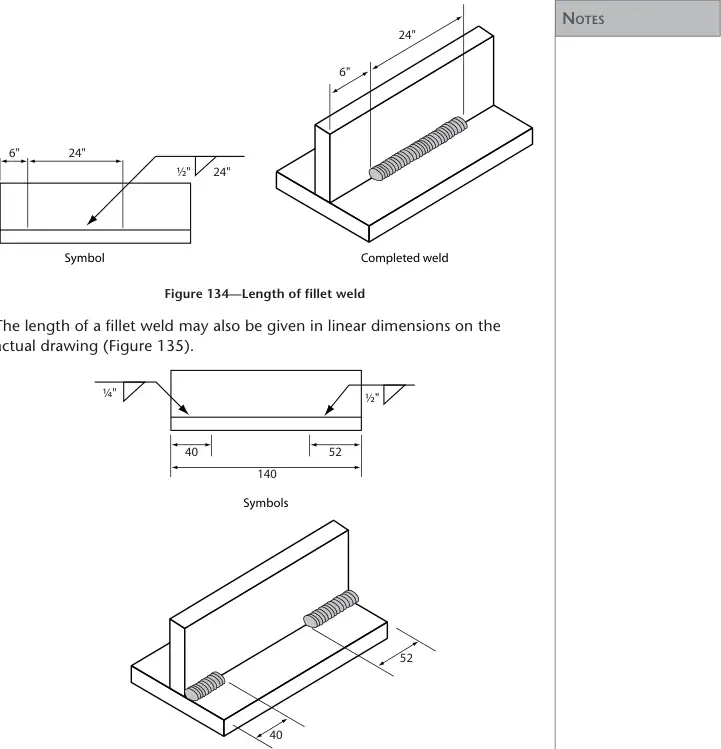 NOTES
24"
6"
6" 24"
½" 24"
Symbol
Completed weld
Figure 134—Length of fillet weld
The length of a fillet weld may also be given in linear dimensions on the
actual drawing (Figure 135).
¼"
½"
40 52
140
Symbols
52
40